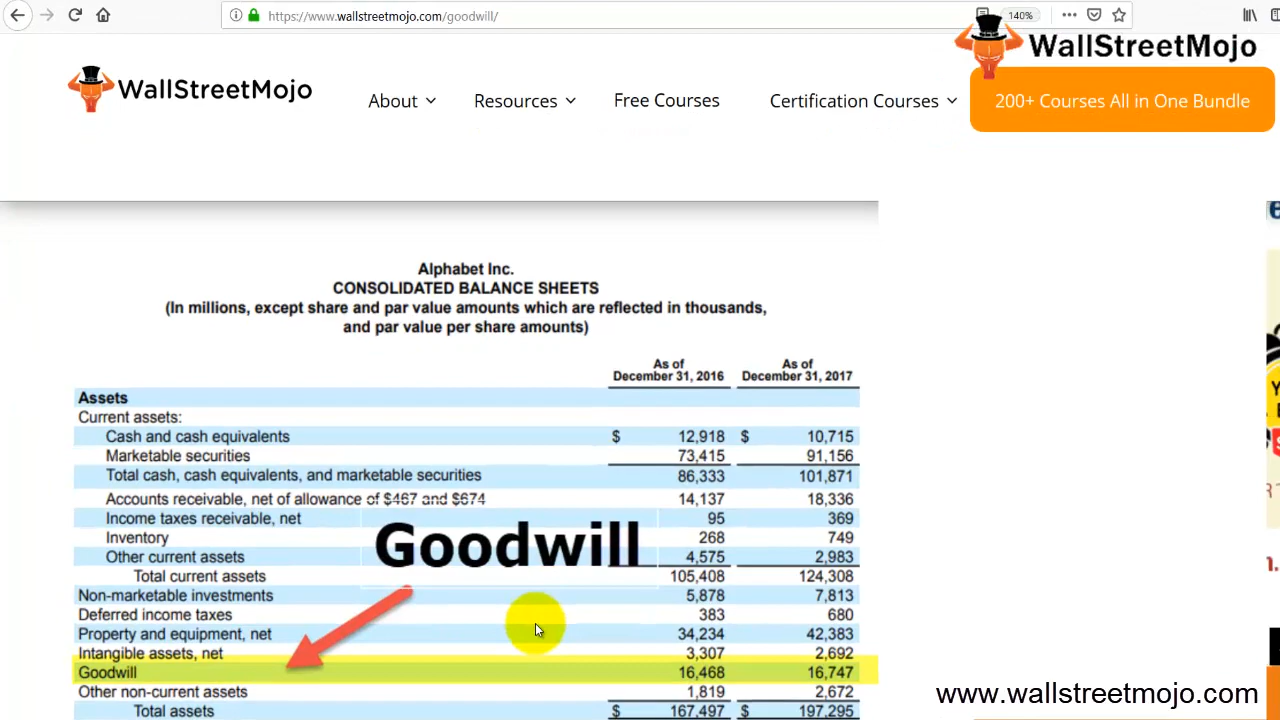 https://www.wallstreetmojo.com/goodwill/
140%
WallStreetMojo
WallStreetMojo
About
Resources
Free Courses
Certification Courses
200+ Courses All in One Bundle
Alphabet Inc.
CONSOLIDATED BALANCE SHEETS
(In millions, except share and par value amounts which are reflected in thousands,
and par value per share amounts)
As of December 31, 2016 As of December 31, 2017
Assets
Current assets:
Cash and cash equivalents $ 12,918 $ 10,715
Marketable securities 73,415 91,156
Total cash, cash equivalents, and marketable securities 86,333 101,871
Accounts receivable, net of allowance of $467 and $674 14,137 18,336
Income taxes receivable, net 95 369
Inventory 268 749
Goodwill
Other current assets 4,575 2,983
Total current assets 105,408 124,308
Non-marketable investments 5,878 7,813
Deferred income taxes 383 680
Property and equipment, net 34,234 42,383
Intangible assets, net 3,307 2,692
Goodwill 16,468 16,747
Other non-current assets 1,819 2,672
Total assets $ 167,497 $ 197,295
www.wallstreetmojo.com